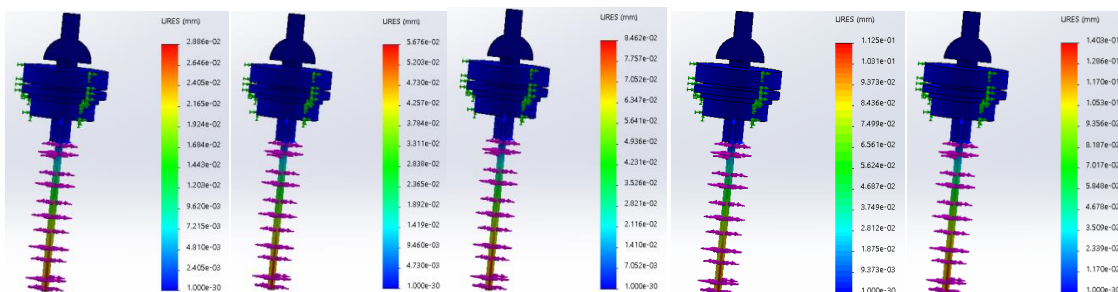 URES (mm)
2.886e-02
2.646e-02
2.405e-02
2.165e-02
1.924e-02
1.684e-02
1.443e-02
1.203e-02
9.620e-03
7.215e-03
4.810e-03
2.405e-03
1.000e-30
URES (mm)
5.676e-02
5.203e-02
4.730e-02
4.257e-02
3.784e-02
3.311e-02
2.838e-02
2.365e-02
1.892e-02
1.419e-02
9.460e-03
4.730e-03
1.000e-30
URES (mm)
8.462e-02
7.757e-02
7.052e-02
6.347e-02
5.641e-02
4.936e-02
4.231e-02
3.526e-02
2.821e-02
2.116e-02
1.410e-02
1.052e-03
1.000e-30
URES (mm)
1.125e-01
1.031e-01
9.373e-02
8.436e-02
7.499e-02
6.561e-02
5.624e-02
4.687e-02
3.749e-02
2.812e-02
1.875e-02
9.373e-03
1.000e-30
URES (mm)
1.403e-01
1.286e-01
1.170e-01
1.053e-01
9.356e-02
8.187e-02
7.017e-02
5.848e-02
4.678e-02
3.509e-02
2.339e-02
1.170e-02
1.000e-30